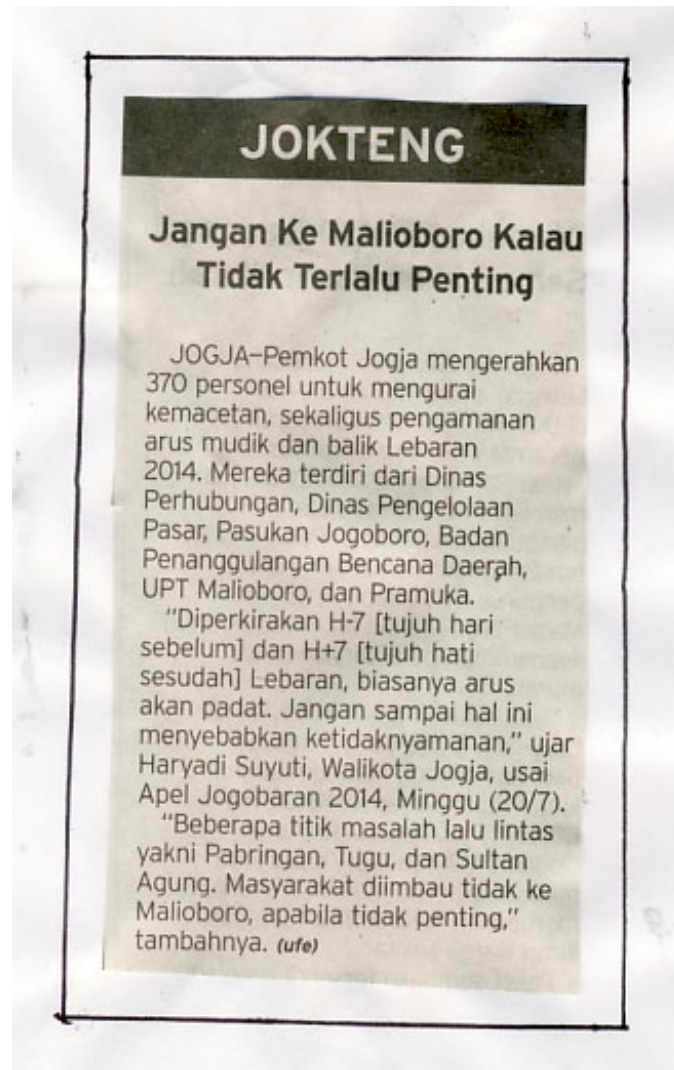 JOKTENG
Jangan Ke Malioboro Kalau
Tidak Terlalu Penting
JOGJA–Pemkot Jogja mengerahkan
370 personel untuk mengurai
kemacetan, sekaligus pengamanan
arus mudik dan balik Lebaran
2014. Mereka terdiri dari Dinas
Perhubungan, Dinas Pengelolaan
Pasar, Pasukan Jogoboro, Badan
Penanggulangan Bencana Daerah,
UPT Malioboro, dan Pramuka.
"Diperkirakan H-7 [tujuh hari
sebelum] dan H+7 [tujuh hati
sesudah] Lebaran, biasanya arus
akan padat. Jangan sampai hal ini
menyebabkan ketidaknyamanan," ujar
Haryadi Suyuti, Walikota Jogja, usai
Apel Jogobaran 2014, Minggu (20/7).
"Beberapa titik masalah lalu lintas
yakni Pabringan, Tugu, dan Sultan
Agung. Masyarakat diimbau tidak ke
Malioboro, apabila tidak penting,"
tambahnya. (ufe)